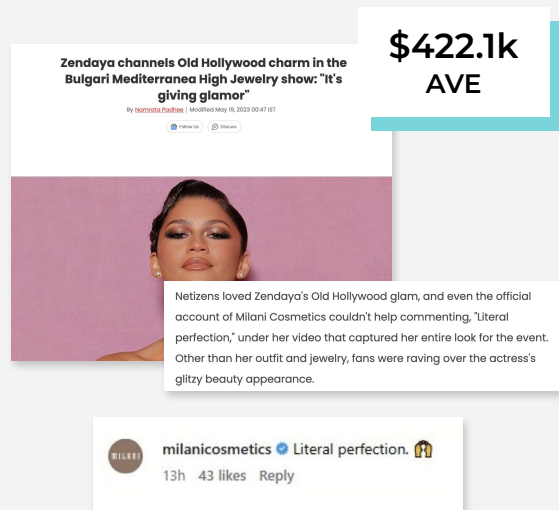 $422.1k
AVE
Zendaya channels Old Hollywood charm in the
Bulgari Mediterranea High Jewelry show: "It's
giving glamor"
By Namrata Padhee | Modified May 19, 2023 00:47 IST
Follow Us Discuss
Netizens loved Zendaya's Old Hollywood glam, and even the official
account of Milani Cosmetics couldn't help commenting, "Literal
perfection," under her video that captured her entire look for the event.
Other than her outfit and jewelry, fans were raving over the actress's
glitzy beauty appearance.
MILANI
milanicosmetics Literal perfection. 🙌
13h 43 likes Reply